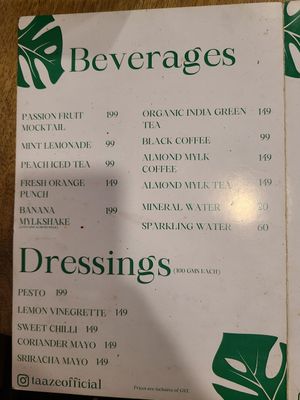 Beverages
PASSION FRUIT 199
MOCKTAIL
MINT LEMONADE 99
PEACH ICED TEA 99
FRESH ORANGE 149
PUNCH
BANANA 199
MYLKSHAKE
ORGANIC INDIA GREEN 149
TEA
BLACK COFFEE 99
ALMOND MYLK 149
COFFEE
ALMOND MYLK TEA 149
MINERAL WATER 20
SPARKLING WATER 60
Dressings (100 GMS EACH)
PESTO 199
LEMON VINEGRETTE 149
SWEET CHILLI 149
CORIANDER MAYO 149
SRIRACHA MAYO 149
taazeofficial
Prices are inclusive of GST